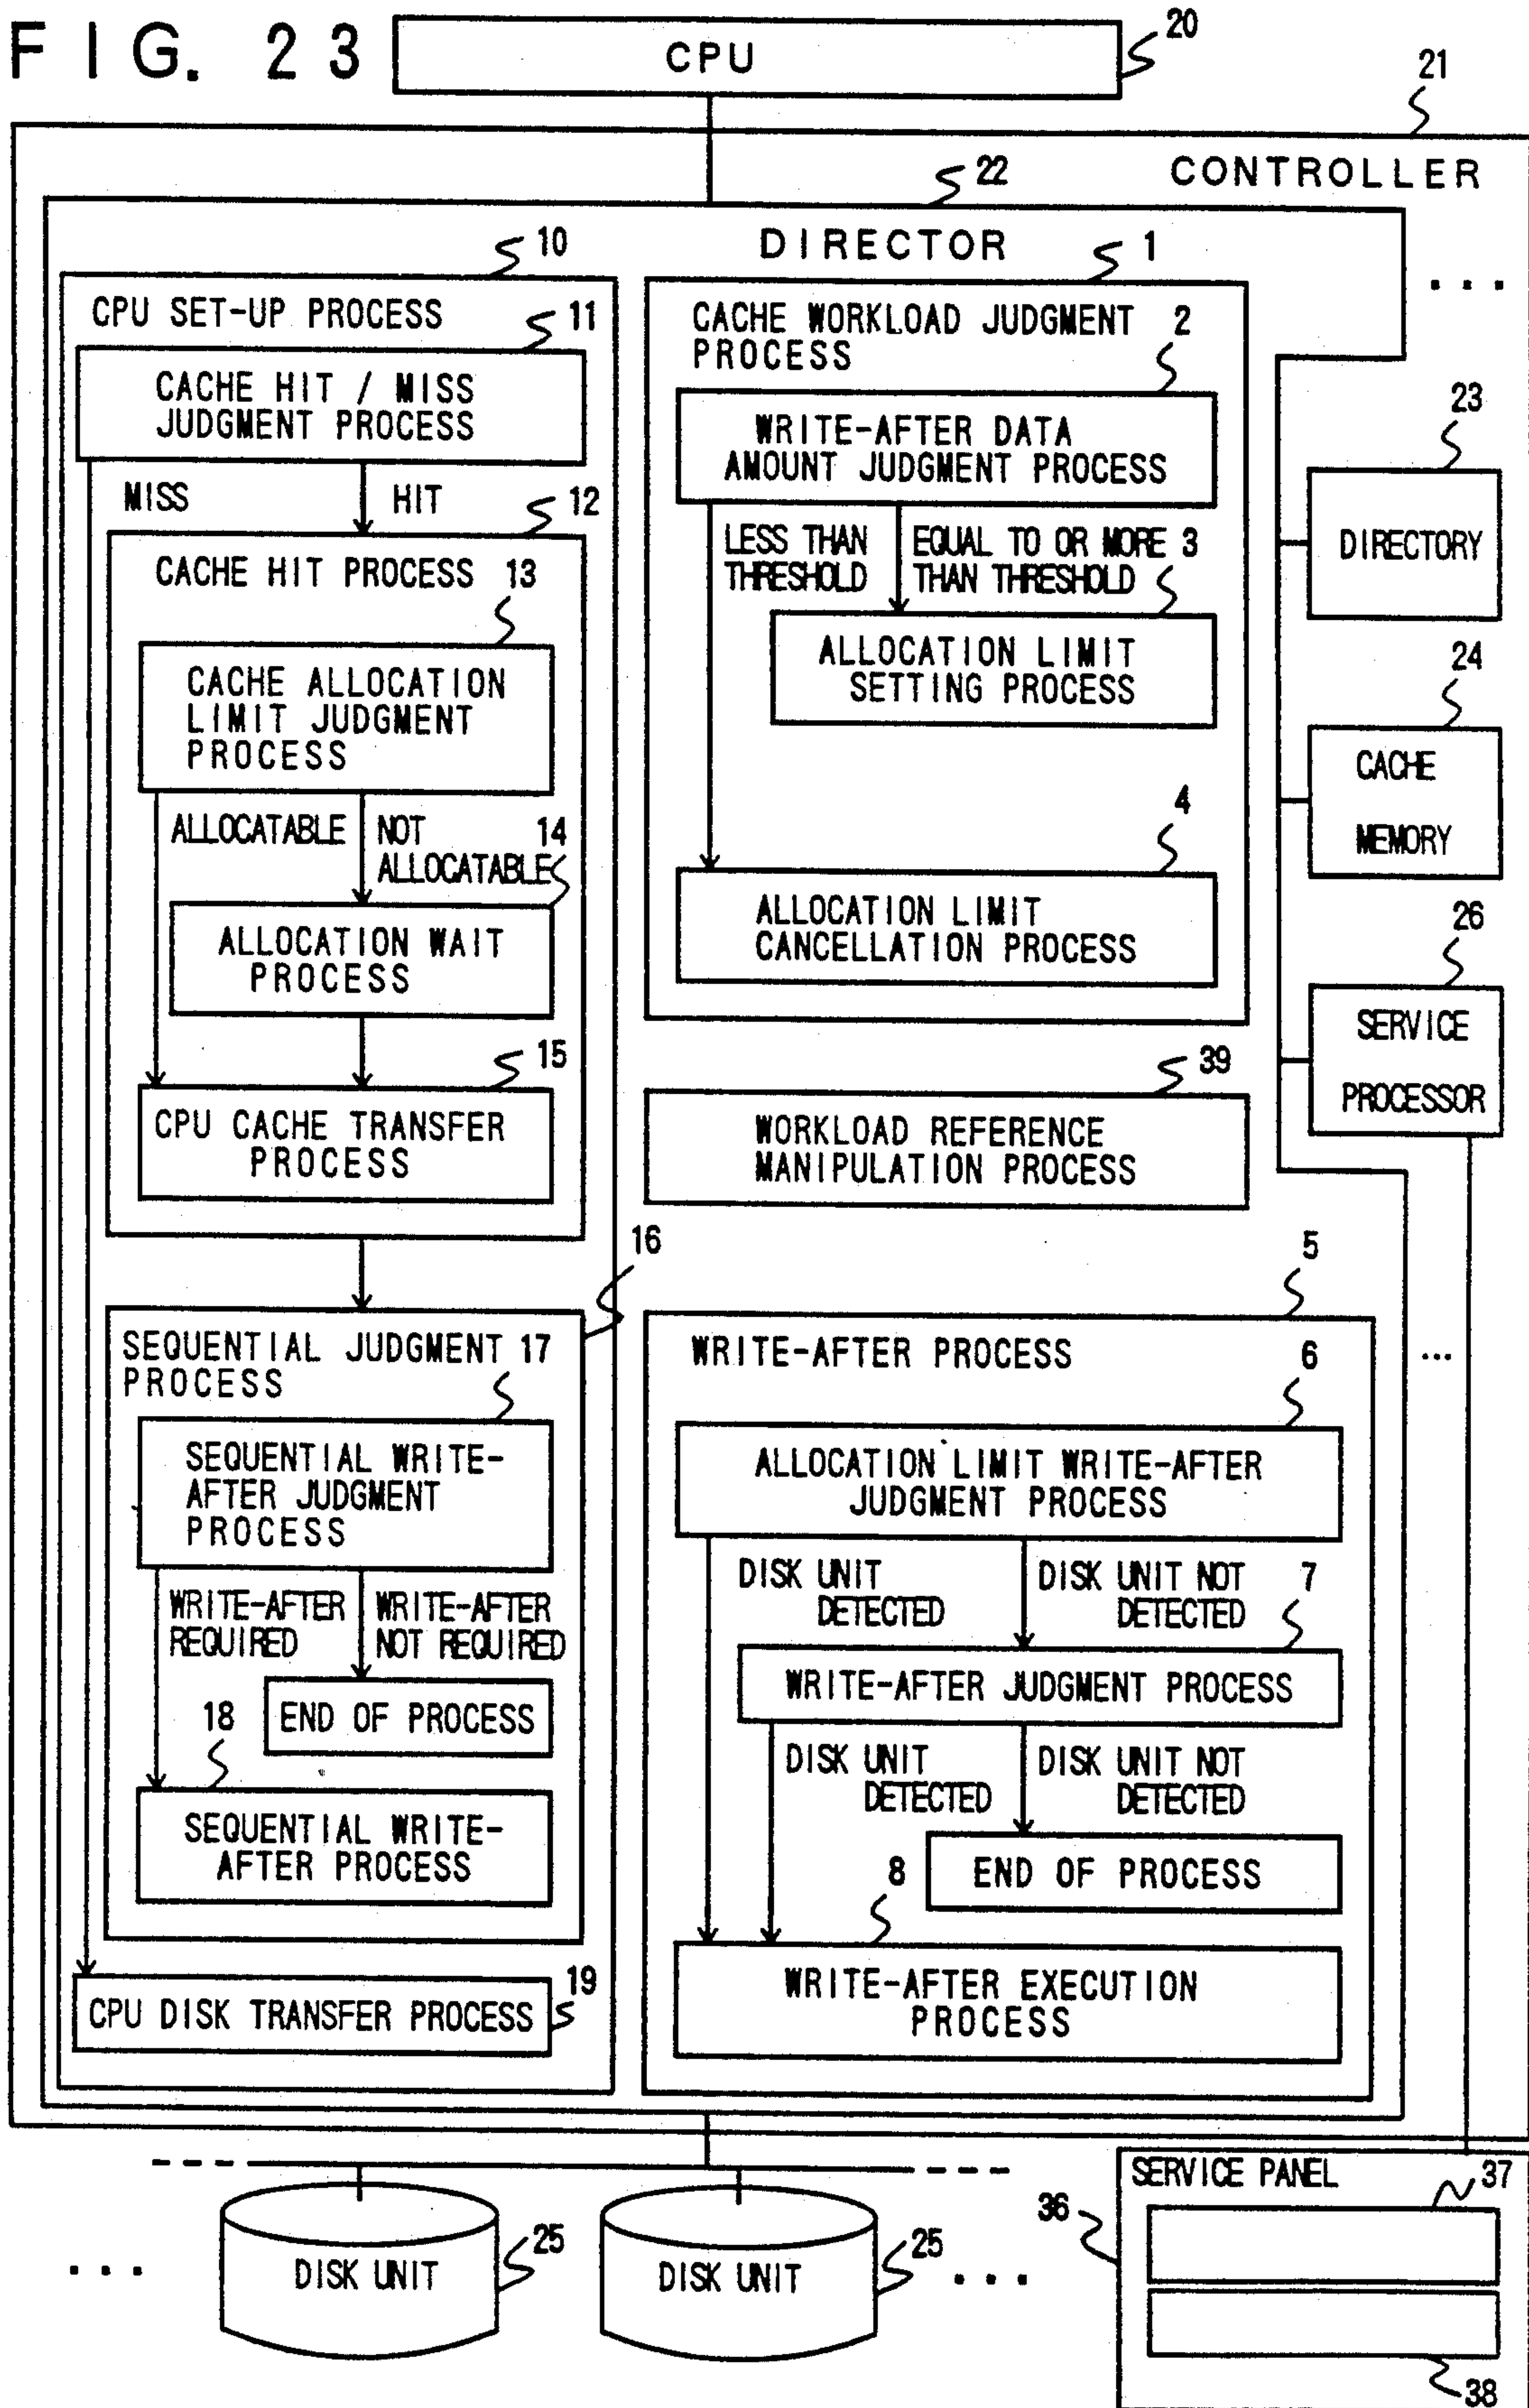 FIG. 23
CPU
20
21
CONTROLLER
22
DIRECTOR
10
CPU SET-UP PROCESS
11
CACHE HIT / MISS
JUDGMENT PROCESS
MISS
HIT
12
CACHE HIT PROCESS
13
CACHE ALLOCATION
LIMIT JUDGMENT
PROCESS
ALLOCATABLE
NOT
ALLOCATABLE
14
ALLOCATION WAIT
PROCESS
15
CPU CACHE TRANSFER
PROCESS
16
SEQUENTIAL JUDGMENT
PROCESS
17
SEQUENTIAL WRITE-
AFTER JUDGMENT
PROCESS
WRITE-AFTER
REQUIRED
WRITE-AFTER
NOT REQUIRED
END OF PROCESS
18
SEQUENTIAL WRITE-
AFTER PROCESS
CPU DISK TRANSFER PROCESS
19
1
CACHE WORKLOAD JUDGMENT
PROCESS
2
WRITE-AFTER DATA
AMOUNT JUDGMENT PROCESS
LESS THAN
THRESHOLD
EQUAL TO OR MORE
THAN THRESHOLD
3
ALLOCATION LIMIT
SETTING PROCESS
4
ALLOCATION LIMIT
CANCELLATION PROCESS
39
WORKLOAD REFERENCE
MANIPULATION PROCESS
5
WRITE-AFTER PROCESS
6
ALLOCATION LIMIT WRITE-AFTER
JUDGMENT PROCESS
DISK UNIT
DETECTED
DISK UNIT NOT
DETECTED
7
WRITE-AFTER JUDGMENT PROCESS
DISK UNIT
DETECTED
DISK UNIT NOT
DETECTED
END OF PROCESS
8
WRITE-AFTER EXECUTION
PROCESS
...
23
DIRECTORY
24
CACHE
MEMORY
26
SERVICE
PROCESSOR
...
...
DISK UNIT
25
DISK UNIT
25
...
36
SERVICE PANEL
37
38